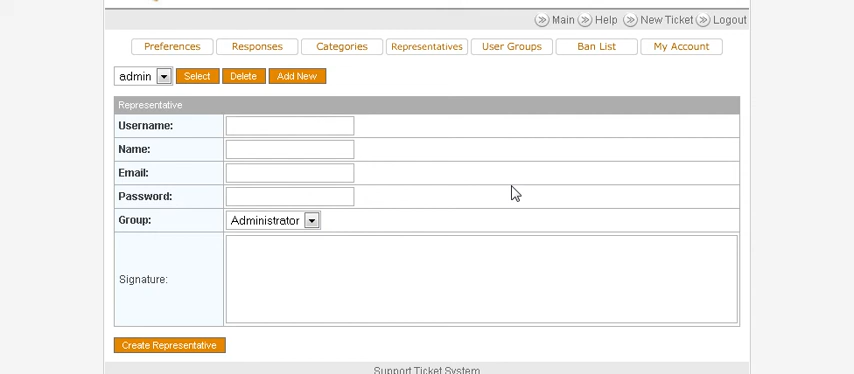 Main Help New Ticket Logout
Preferences Responses Categories Representatives User Groups Ban List My Account
admin Select Delete Add New
Representative
Username:
Name:
Email:
Password:
Group: Administrator
Signature:
Create Representative
Support Ticket System